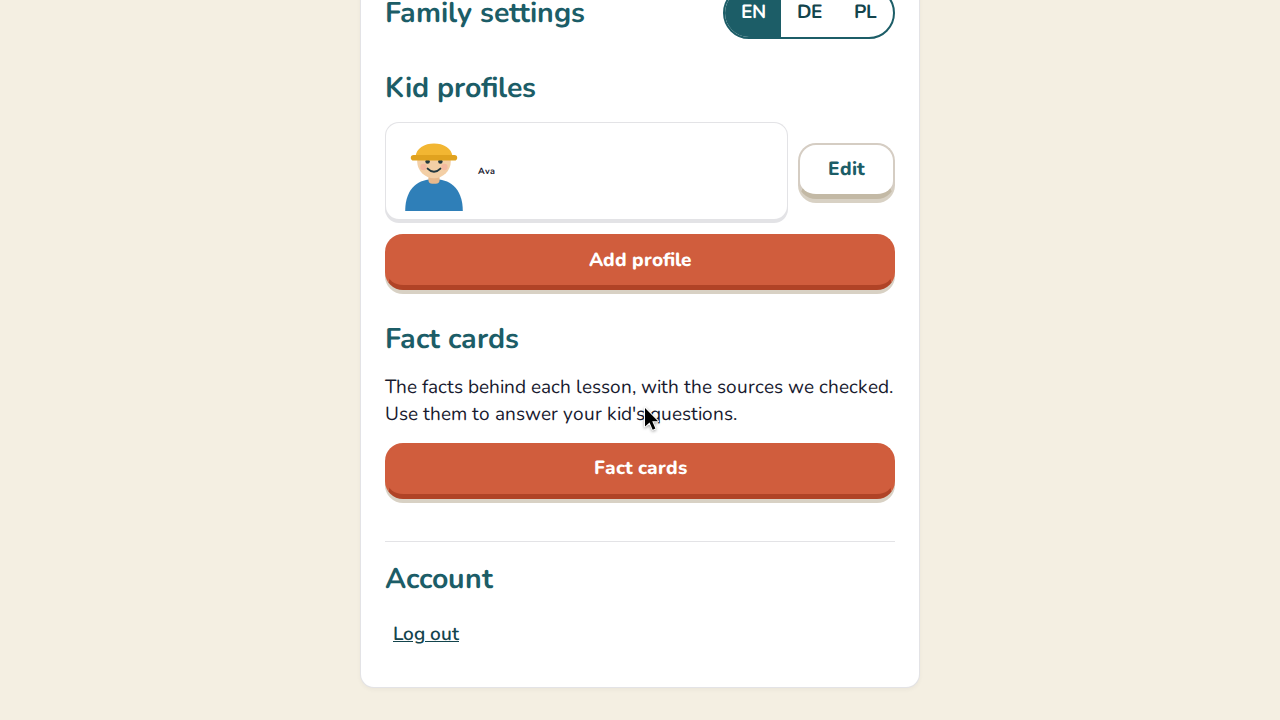 Family settings
EN DE PL
Kid profiles
Ava
Edit
Add profile
Fact cards
The facts behind each lesson, with the sources we checked.
Use them to answer your kid's questions.
Fact cards
Account
Log out